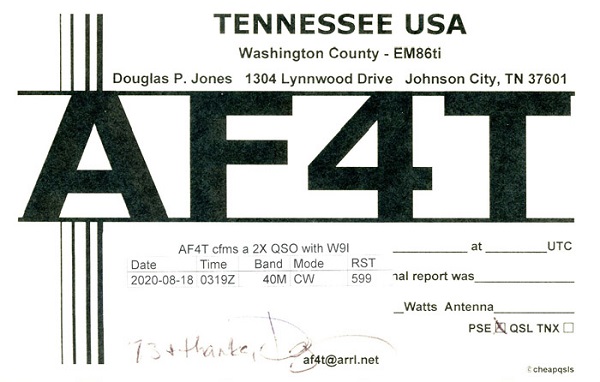 TENNESSEE USA
Washington County - EM86ti
Douglas P. Jones 1304 Lynnwood Drive Johnson City, TN 37601
AF4T
AF4T cfms a 2X QSO with W9I
Date Time Band Mode RST
2020-08-18 0319Z 40M CW 599
at UTC
nal report was
Watts Antenna
PSE ☒ QSL TNX ☐
73 + thanks, Doug
af4t@arrl.net
©cheapqsls